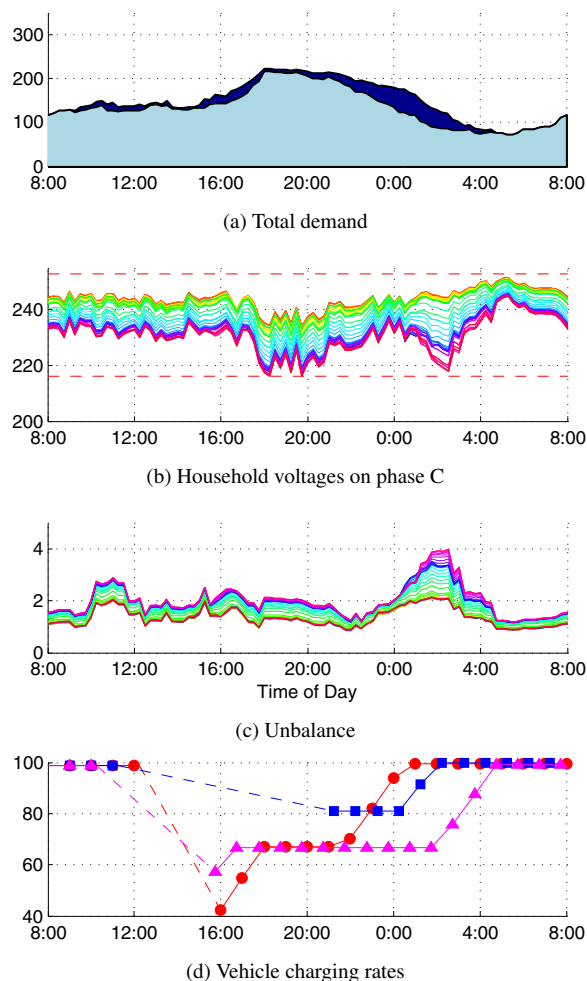 300
200
100
0
8:00 12:00 16:00 20:00 0:00 4:00 8:00
(a) Total demand
240
220
200
8:00 12:00 16:00 20:00 0:00 4:00 8:00
(b) Household voltages on phase C
4
2
0
8:00 12:00 16:00 20:00 0:00 4:00 8:00
Time of Day
(c) Unbalance
100
80
60
40
8:00 12:00 16:00 20:00 0:00 4:00 8:00
(d) Vehicle charging rates